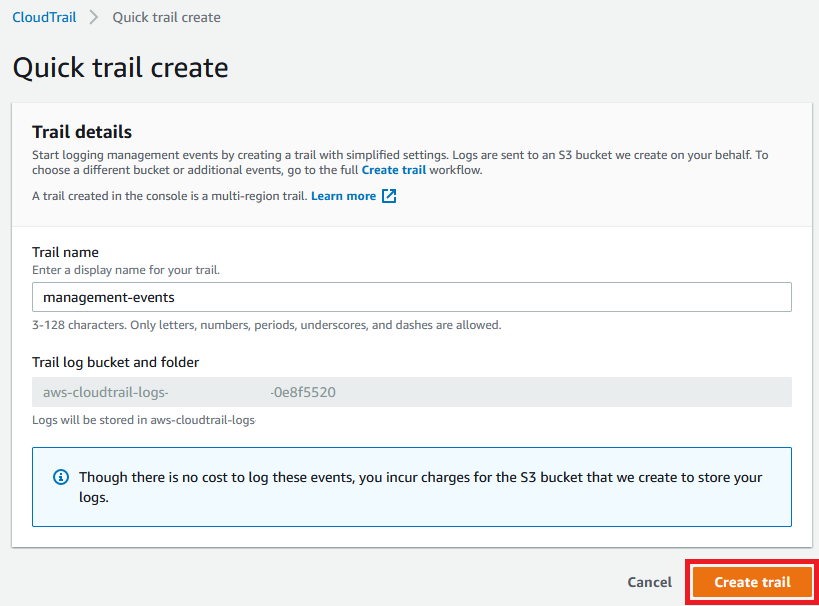 CloudTrail > Quick trail create
Quick trail create
Trail details
Start logging management events by creating a trail with simplified settings. Logs are sent to an S3 bucket we create on your behalf. To
choose a different bucket or additional events, go to the full Create trail workflow.
A trail created in the console is a multi-region trail. Learn more
Trail name
Enter a display name for your trail.
management-events
3-128 characters. Only letters, numbers, periods, underscores, and dashes are allowed.
Trail log bucket and folder
aws-cloudtrail-logs- -0e8f5520
Logs will be stored in aws-cloudtrail-logs
Though there is no cost to log these events, you incur charges for the S3 bucket that we create to store your
logs.
Cancel Create trail